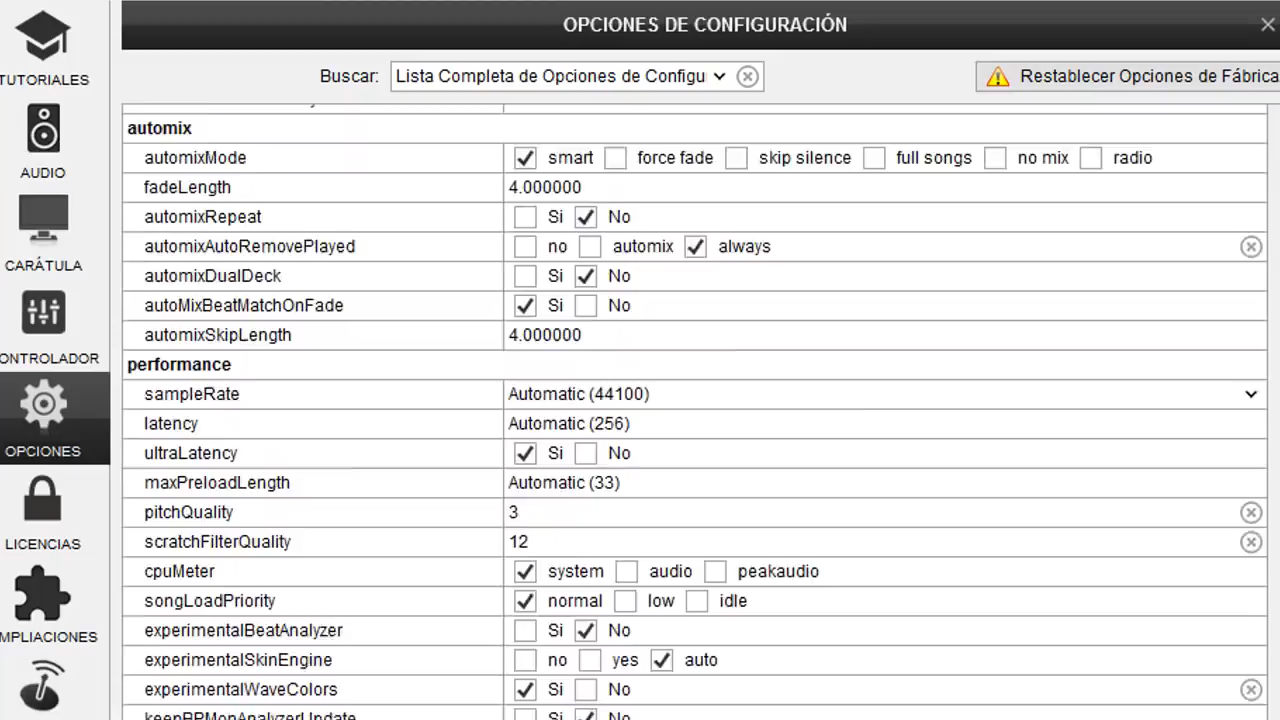 OPCIONES DE CONFIGURACIÓN
Buscar: Lista Completa de Opciones de Configu
Restablecer Opciones de Fábrica
TUTORIALES
AUDIO
CARÁTULA
ONTROLADOR
OPCIONES
LICENCIAS
MPLIACIONES
automix
automixMode smart force fade skip silence full songs no mix radio
fadeLength 4.000000
automixRepeat Si No
automixAutoRemovePlayed no automix always
automixDualDeck Si No
autoMixBeatMatchOnFade Si No
automixSkipLength 4.000000
performance
sampleRate Automatic (44100)
latency Automatic (256)
ultraLatency Si No
maxPreloadLength Automatic (33)
pitchQuality 3
scratchFilterQuality 12
cpuMeter system audio peakaudio
songLoadPriority normal low idle
experimentalBeatAnalyzer Si No
experimentalSkinEngine no yes auto
experimentalWaveColors Si No
keepBPMonAnalyzerUpdate Si No